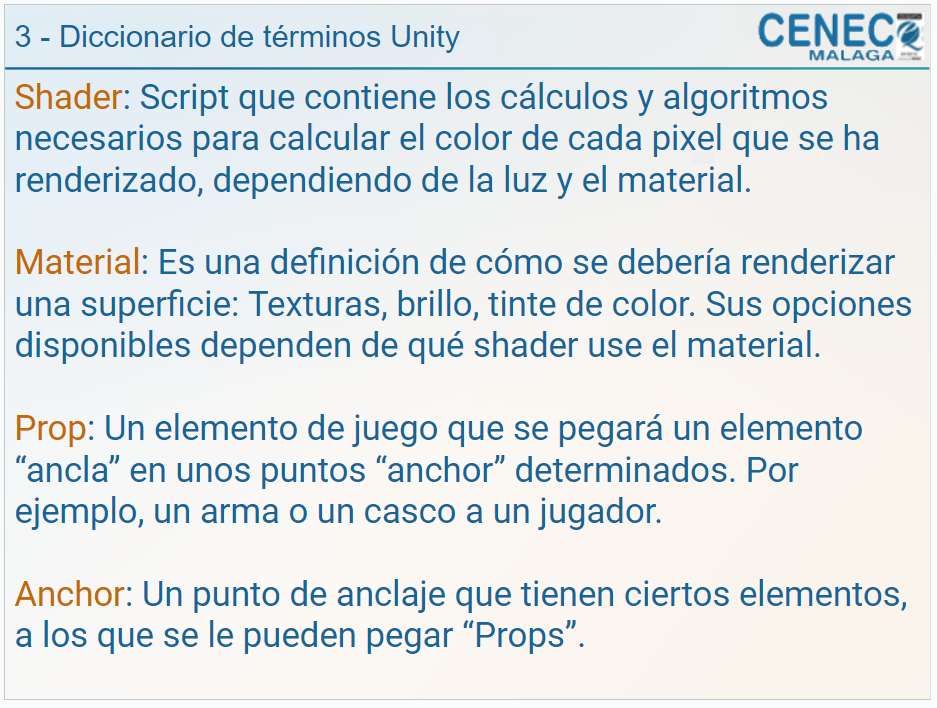 3 - Diccionario de términos Unity
CENEC
MALAGA
Shader: Script que contiene los cálculos y algoritmos
necesarios para calcular el color de cada pixel que se ha
renderizado, dependiendo de la luz y el material.
Material: Es una definición de cómo se debería renderizar
una superficie: Texturas, brillo, tinte de color. Sus opciones
disponibles dependen de qué shader use el material.
Prop: Un elemento de juego que se pegará un elemento
“ancla” en unos puntos “anchor” determinados. Por
ejemplo, un arma o un casco a un jugador.
Anchor: Un punto de anclaje que tienen ciertos elementos,
a los que se le pueden pegar “Props”.